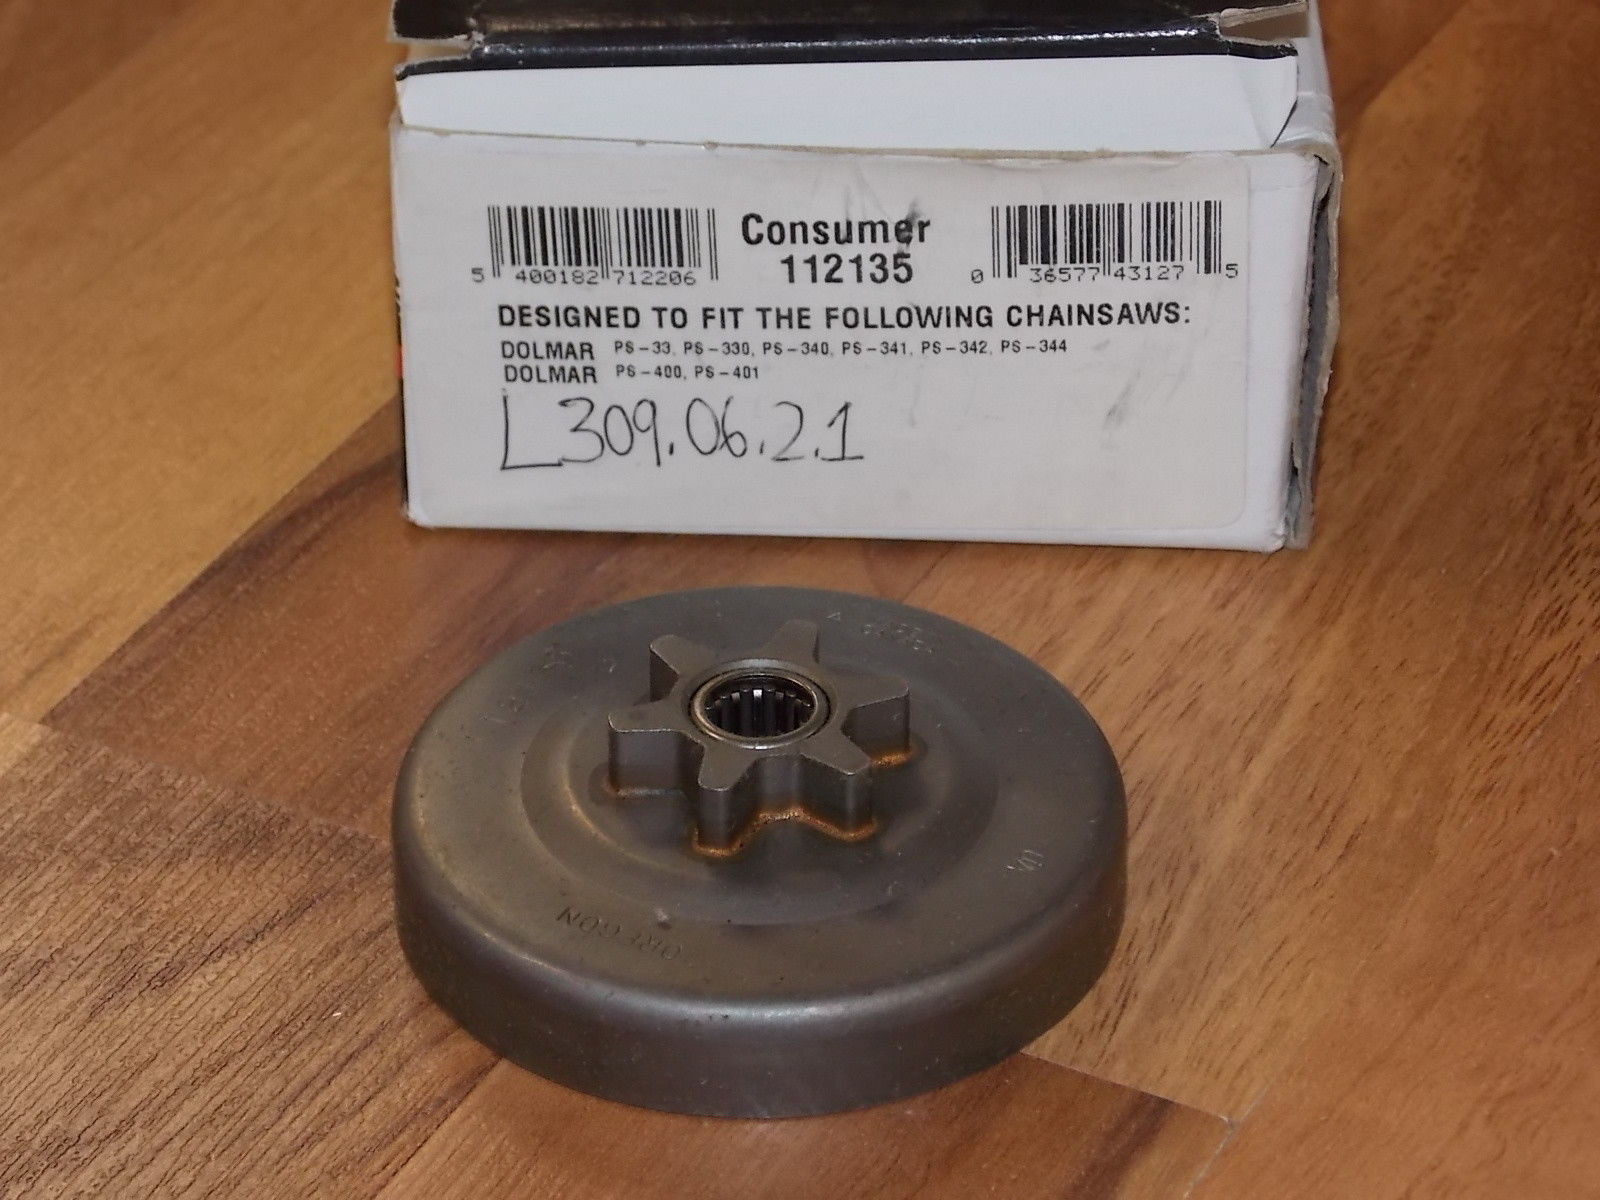 Consumer
112135
5 400182 712206
0 36577 43127 5
DESIGNED TO FIT THE FOLLOWING CHAINSAWS:
DOLMAR PS-33, PS-330, PS-340, PS-341, PS-342, PS-344
DOLMAR PS-400, PS-401
L309.06.2.1
OREGON